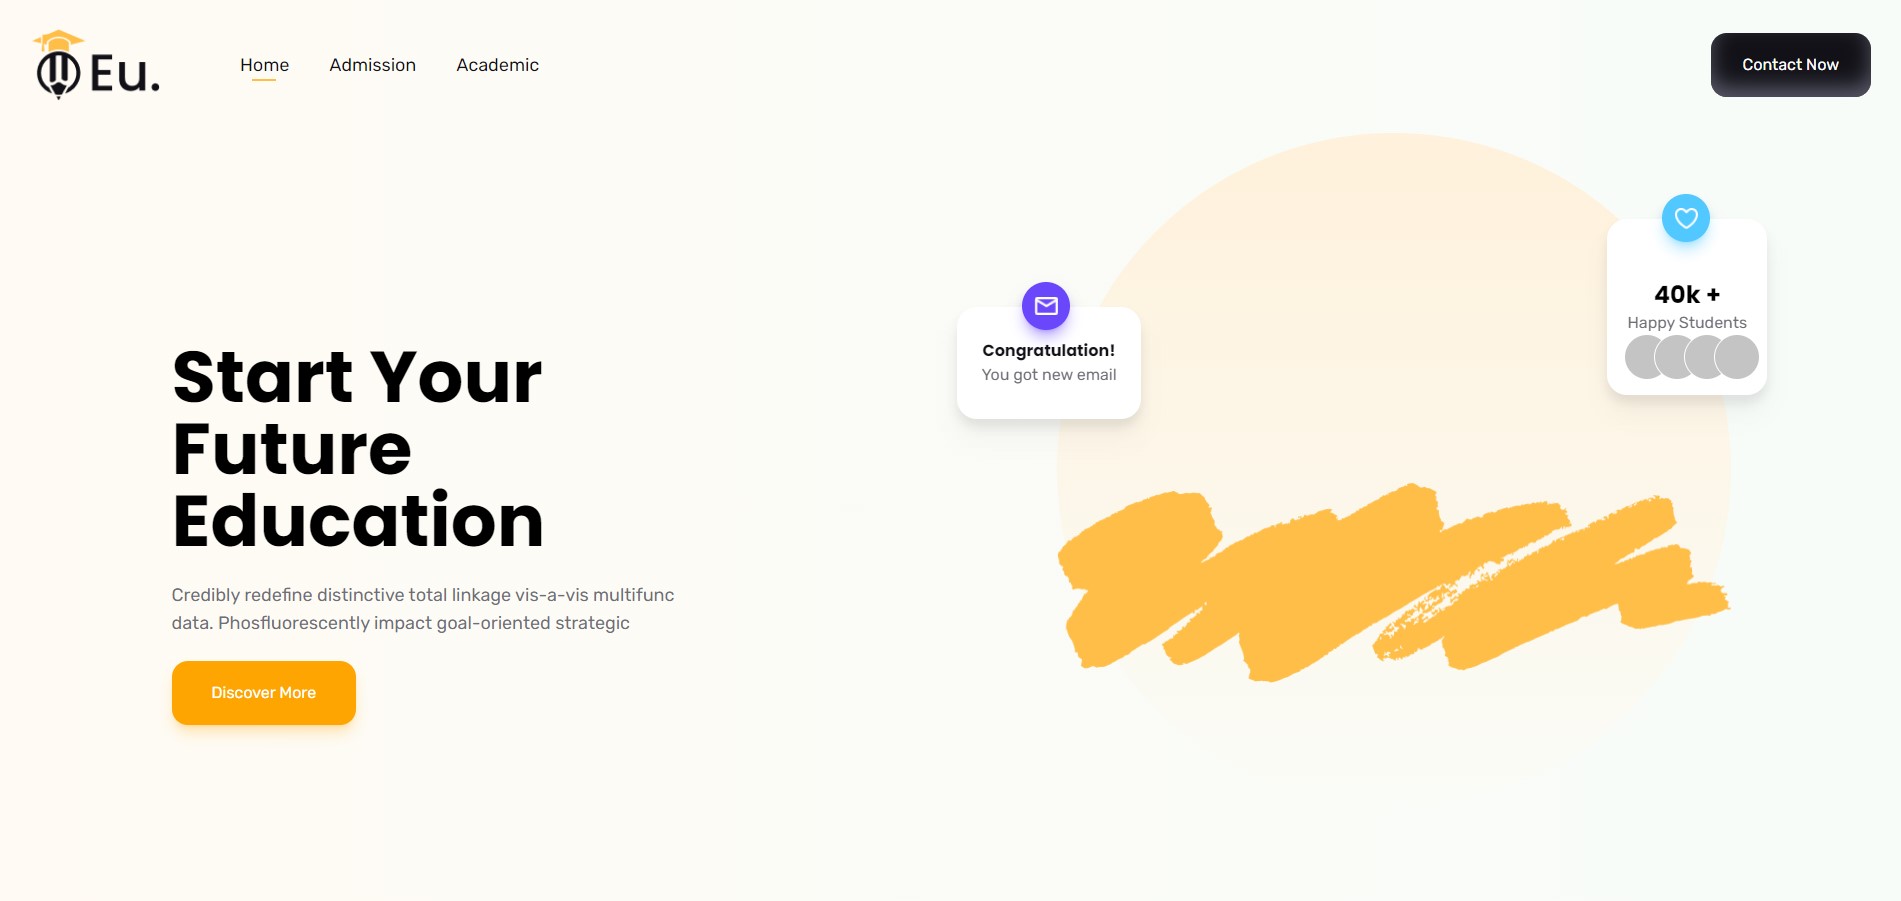 Eu.
Home
Admission
Academic
Contact Now
Start Your
Future
Education
Credibly redefine distinctive total linkage vis-a-vis multifunc
data. Phosfluorescently impact goal-oriented strategic
Discover More
Congratulation!
You got new email
40k +
Happy Students